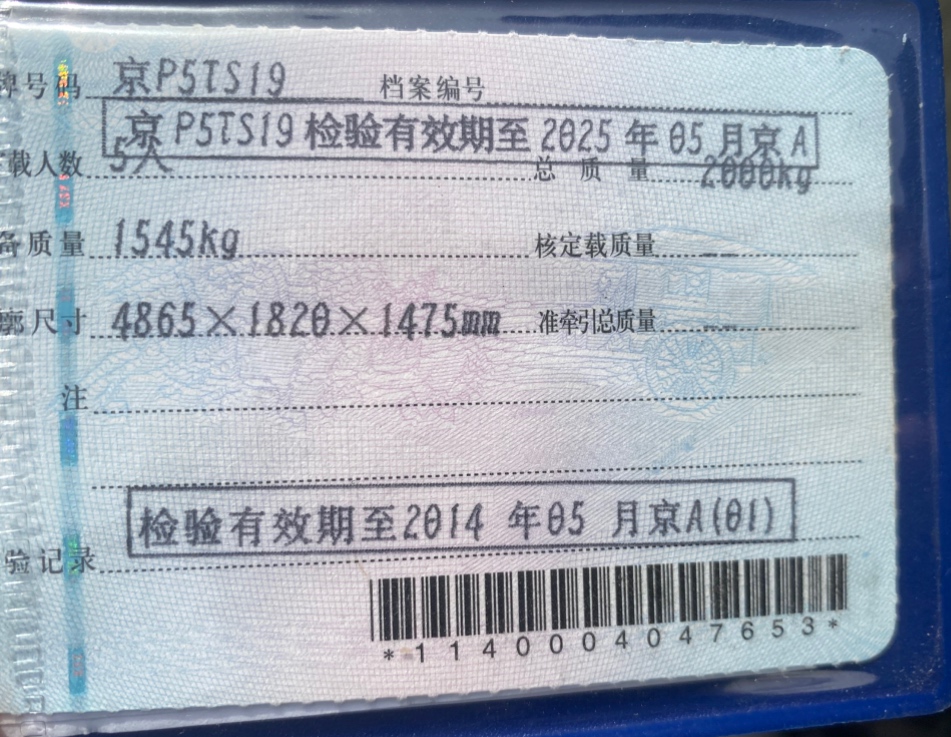 牌号码 京P5TS19 档案编号
京P5TS19检验有效期至2025年05月京A
载人数 5人 总质量 2000kg
备质量 1545kg 核定载质量 --
廓尺寸 4865×1820×1475mm 准牵引总质量 --
注
检验有效期至2014年05月京A(01)
验记录
*1140004047653*